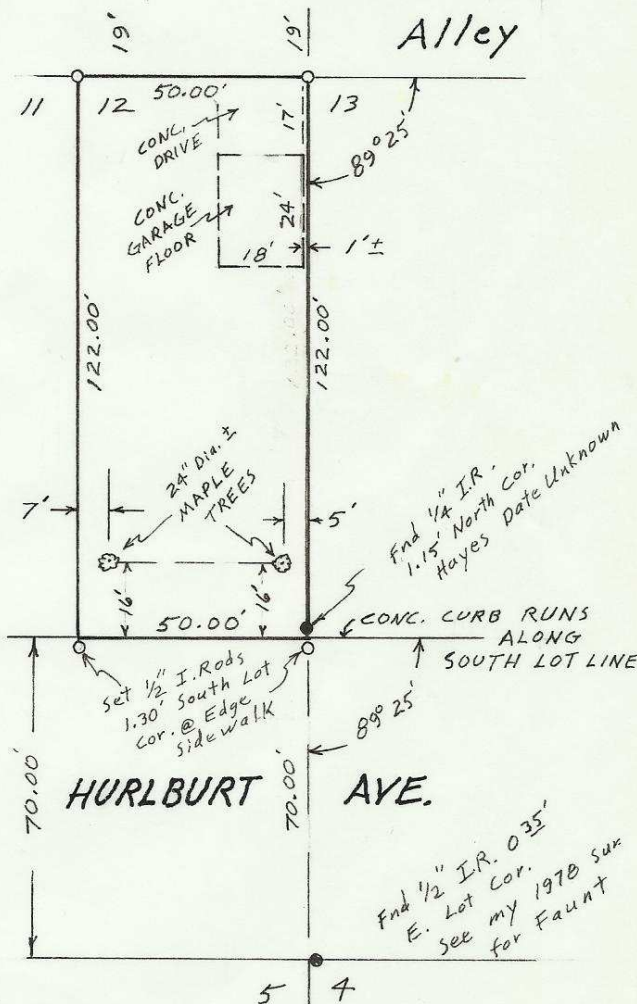 19'
19'
Alley
11
12
50.00'
13
CONC.
DRIVE
17'
89° 25'
CONC.
GARAGE
FLOOR
24'
18'
1' ±
122.00'
122.00'
24" Dia. ±
MAPLE
TREES
7'
5'
Fnd 1/4" I.R.
1.15' North Cor.
Hayes Date Unknown
16'
16'
50.00'
CONC. CURB RUNS
ALONG
SOUTH LOT LINE
Set 1/2" I.Rods
1.30' South Lot
Cor. @ Edge
Sidewalk
89° 25'
70.00'
HURLBURT AVE.
70.00'
Fnd 1/2" I.R. 0.35'
E. Lot Cor.
See my 1978 Sur.
for Faunt
5
4